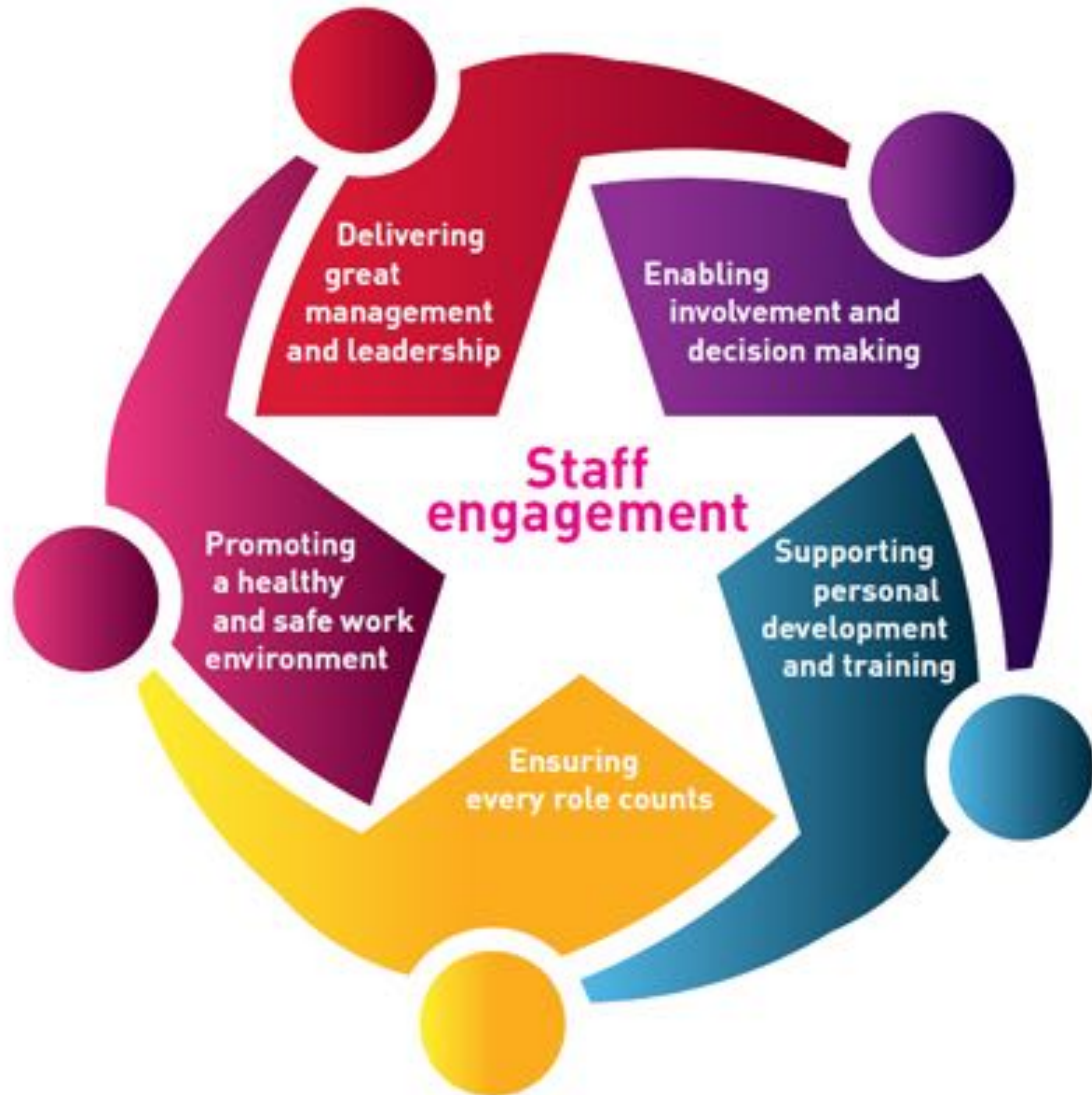 Delivering
great
management
and leadership
Enabling
involvement and
decision making
Staff
engagement
Promoting
a healthy
and safe work
environment
Supporting
personal
development
and training
Ensuring
every role counts